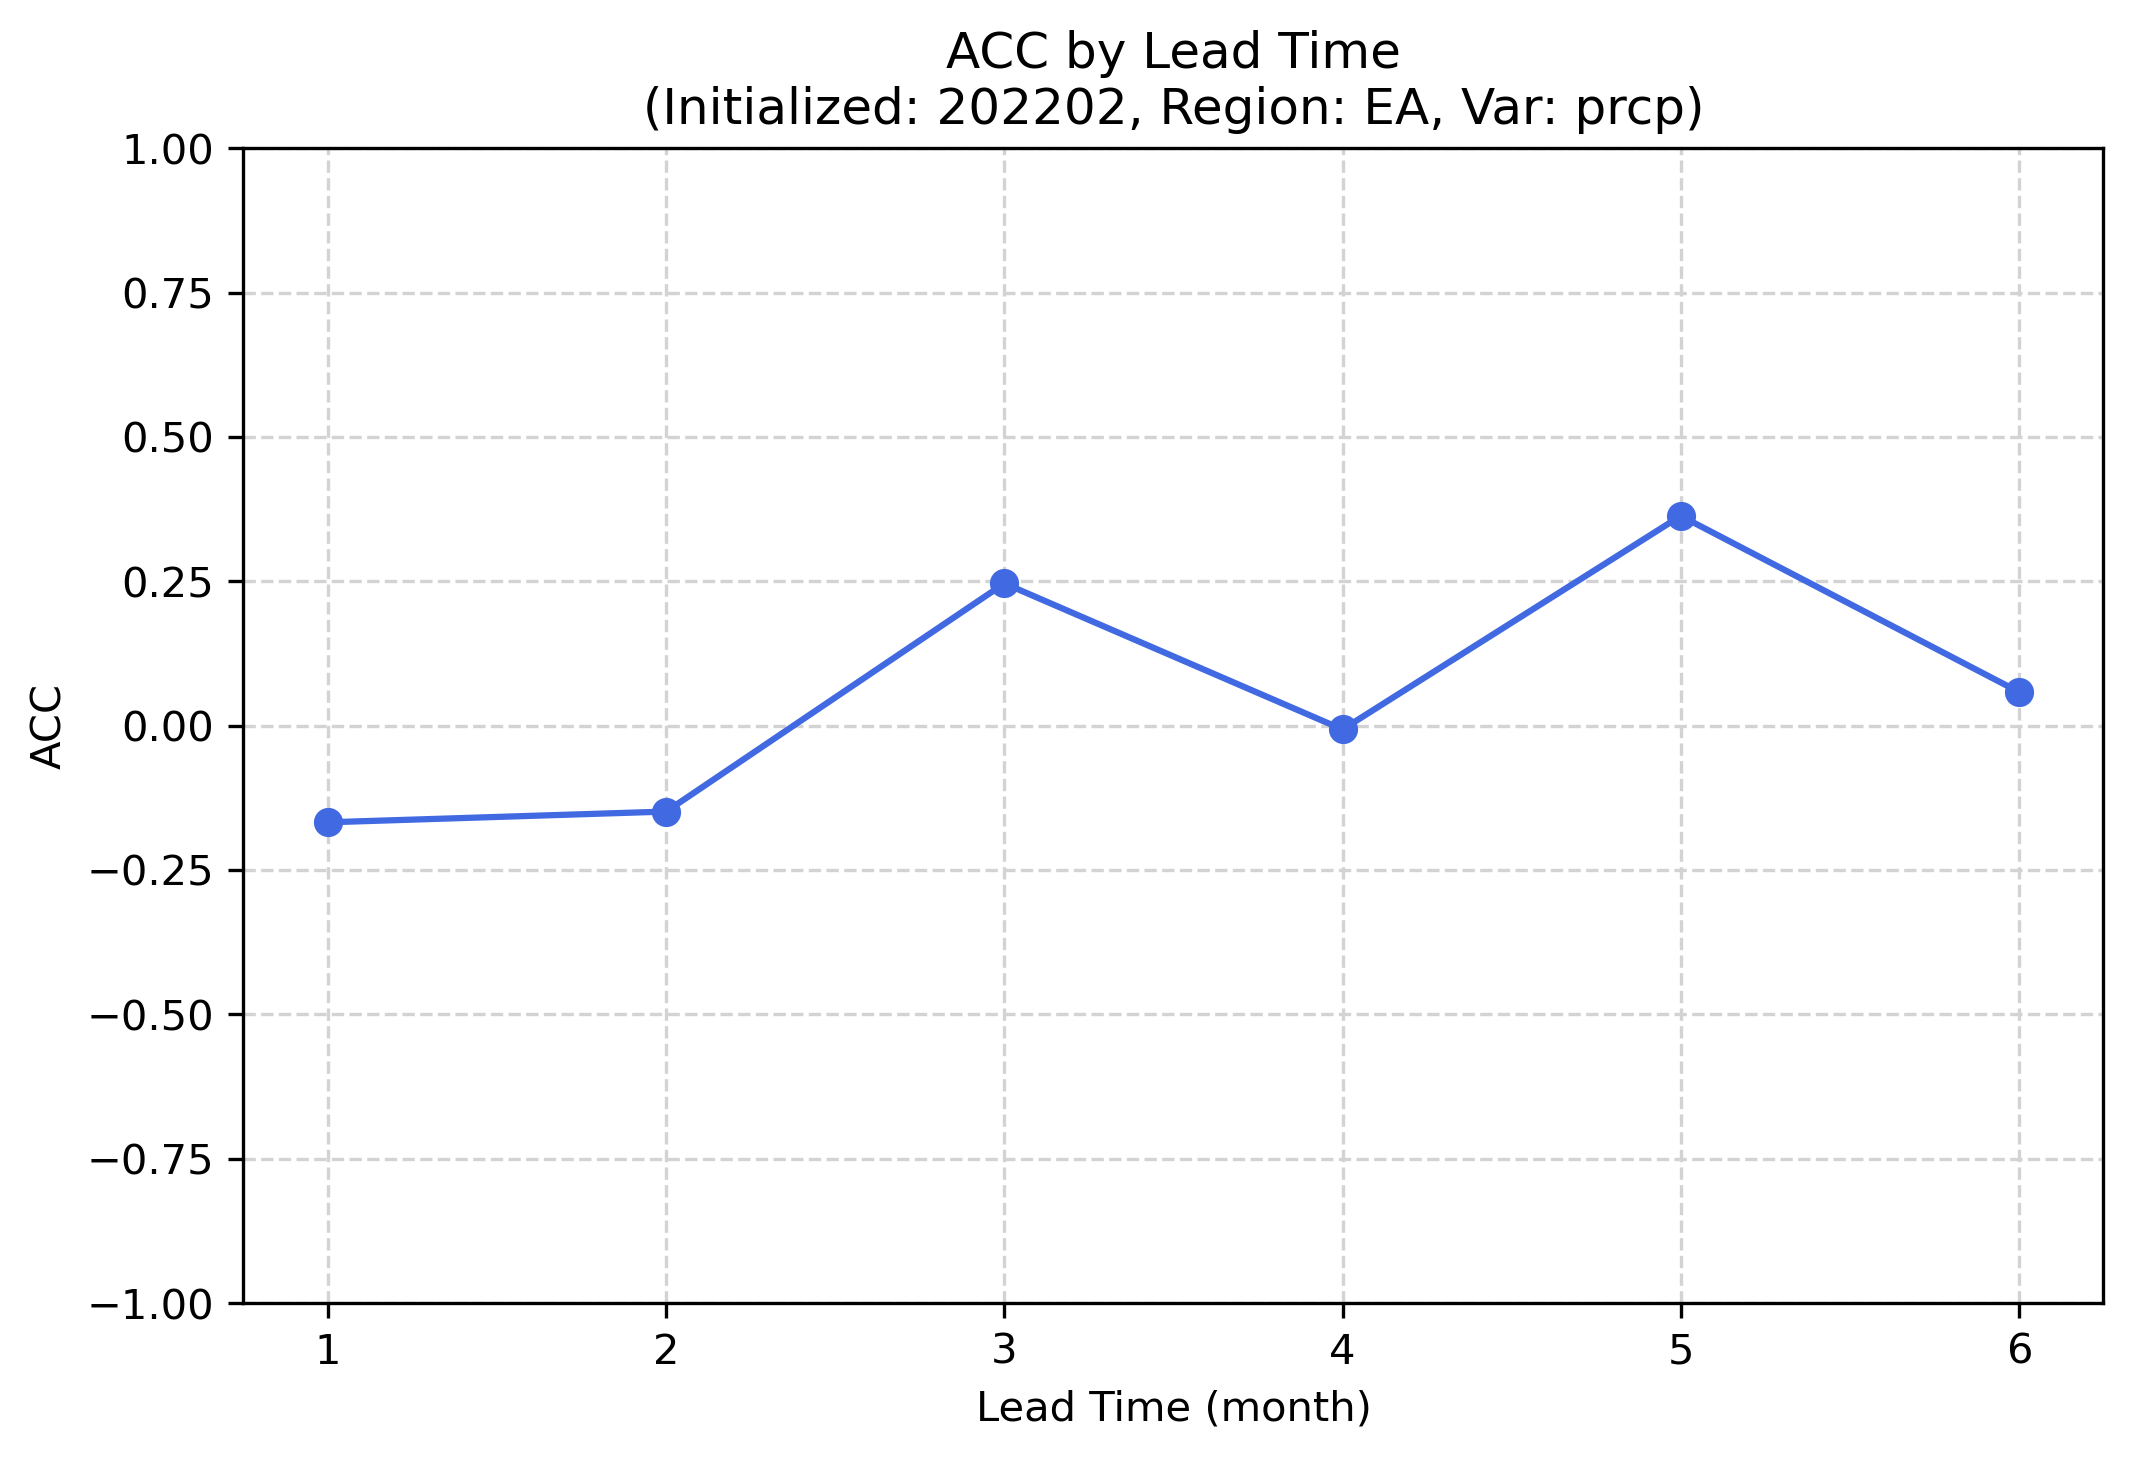 ACC by Lead Time
(Initialized: 202202, Region: EA, Var: prcp)
1.00
0.75
0.50
0.25
0.00
−0.25
−0.50
−0.75
−1.00
ACC
1 2 3 4 5 6
Lead Time (month)